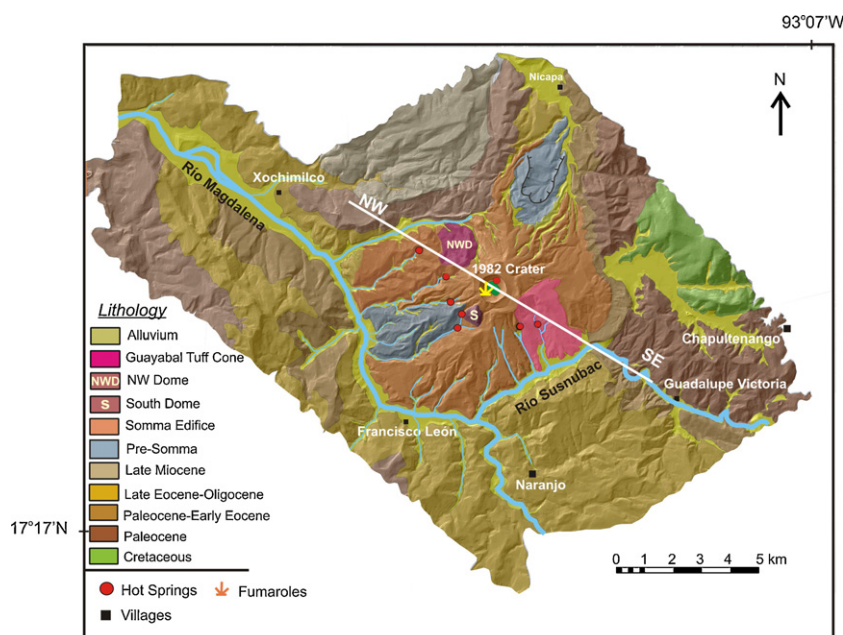 93°07'W
Nicapa
N
Xochimilco
Río Magdalena
NW
NWD
1982 Crater
S
Chapultenango
SE
Guadalupe Victoria
Río Susnubac
Francisco León
Naranjo
17°17'N
Lithology
Alluvium
Guayabal Tuff Cone
NWD NW Dome
S South Dome
Somma Edifice
Pre-Somma
Late Miocene
Late Eocene-Oligocene
Paleocene-Early Eocene
Paleocene
Cretaceous
0 1 2 3 4 5 km
Hot Springs Fumaroles
Villages